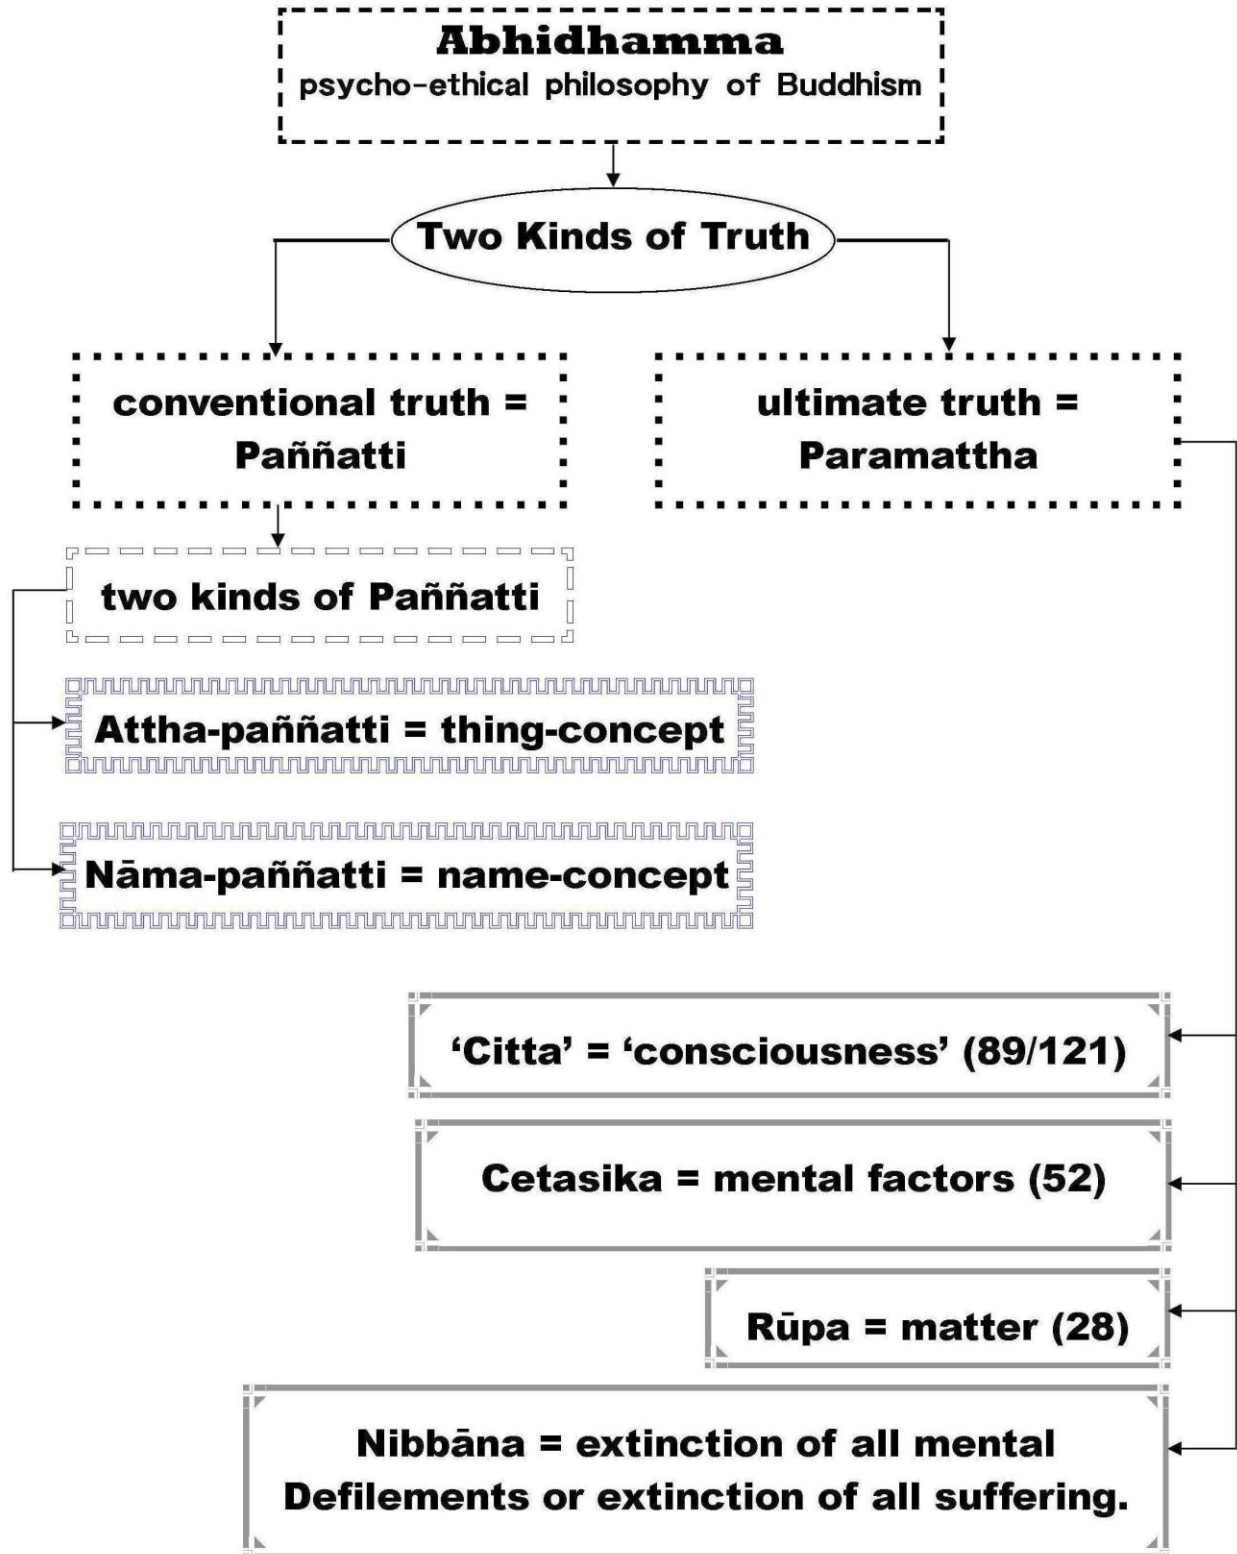 Abhidhamma
psycho-ethical philosophy of Buddhism
Two Kinds of Truth
conventional truth =
Paññatti
ultimate truth =
Paramattha
two kinds of Paññatti
Attha-paññatti = thing-concept
Nāma-paññatti = name-concept
‘Citta’ = ‘consciousness’ (89/121)
Cetasika = mental factors (52)
Rūpa = matter (28)
Nibbāna = extinction of all mental
Defilements or extinction of all suffering.